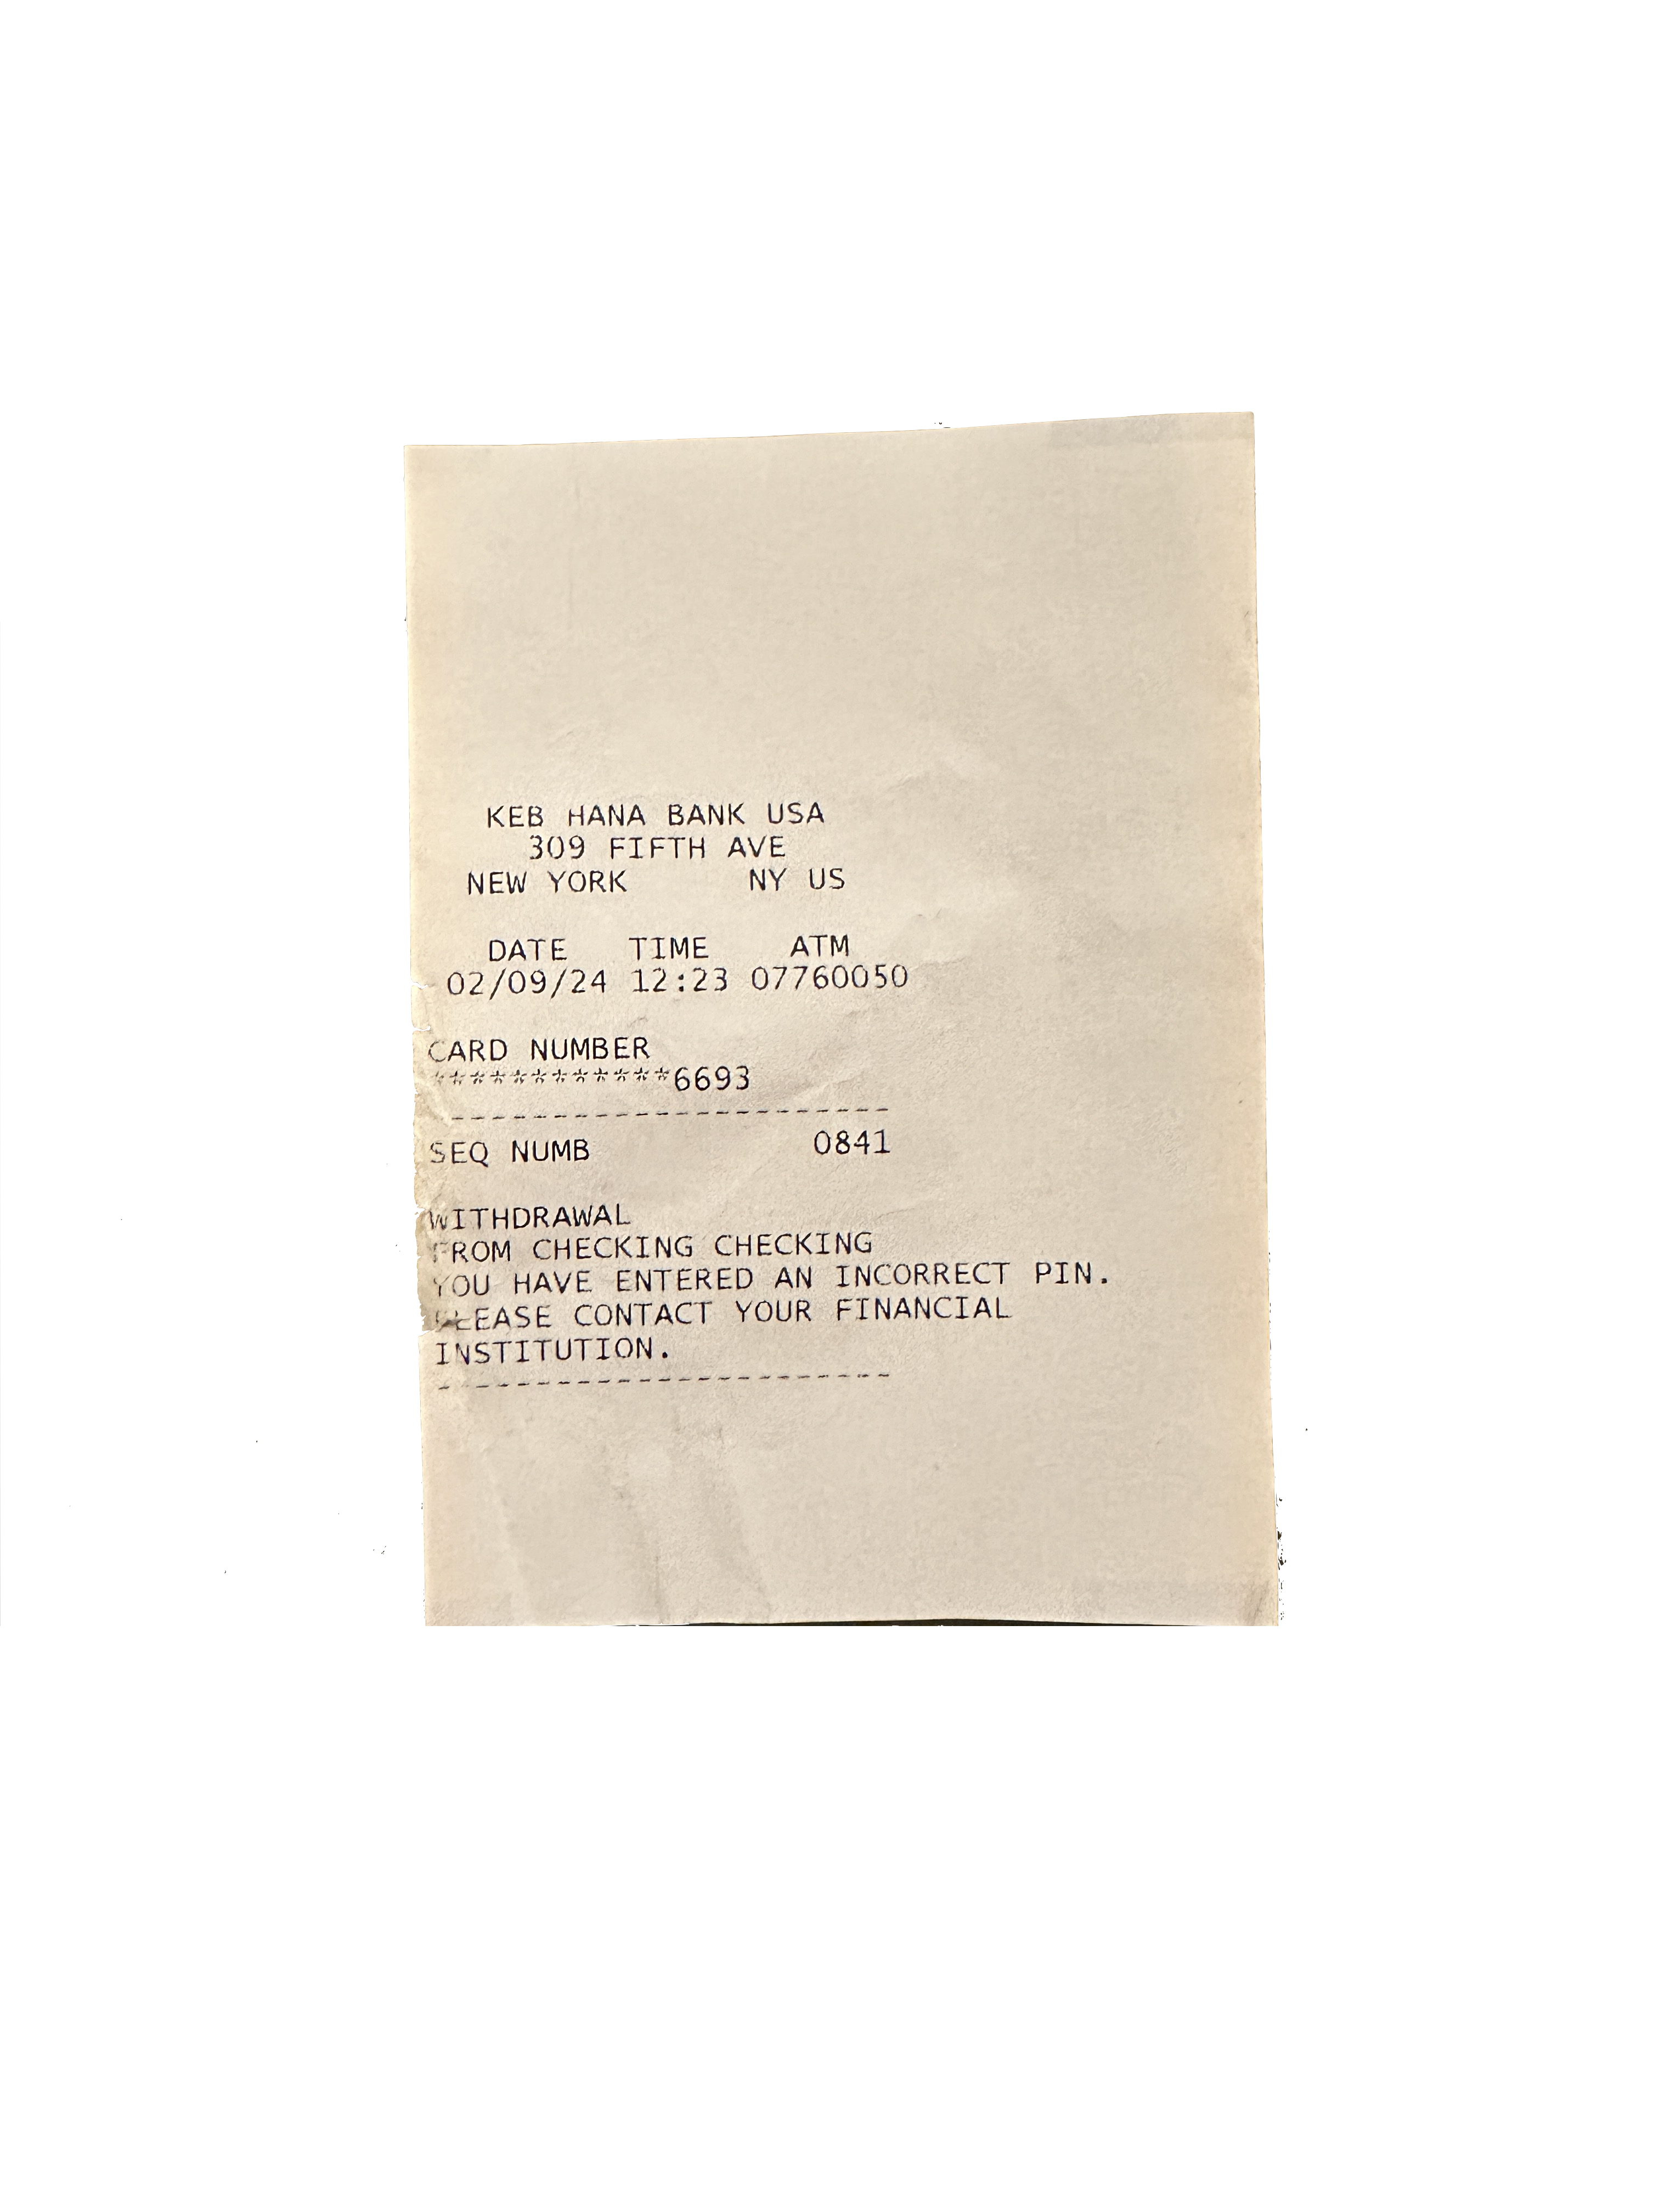 KEB HANA BANK USA
309 FIFTH AVE
NEW YORK NY US
DATE TIME ATM
02/09/24 12:23 07760050
CARD NUMBER
************6693
----------------------
SEQ NUMB 0841
WITHDRAWAL
FROM CHECKING CHECKING
YOU HAVE ENTERED AN INCORRECT PIN.
PLEASE CONTACT YOUR FINANCIAL
INSTITUTION.
----------------------